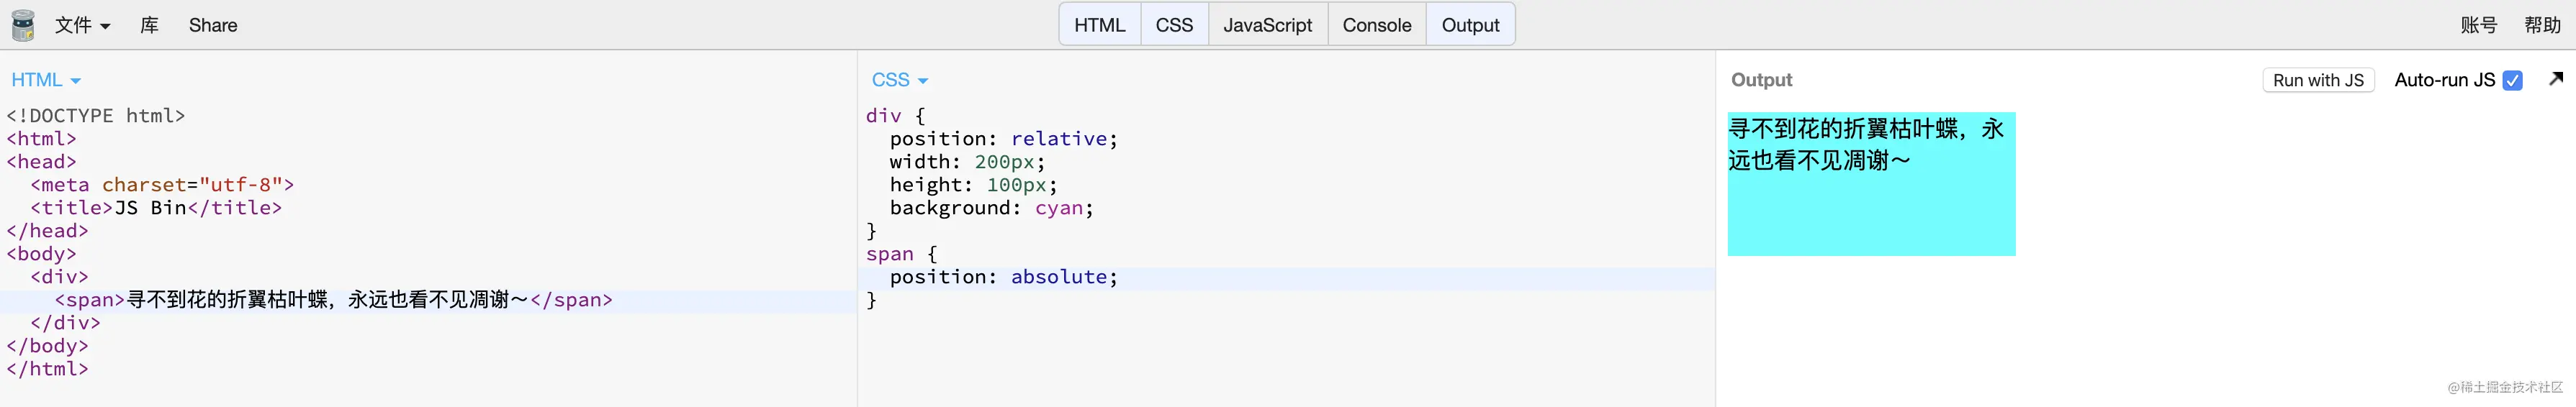 文件 库 Share HTML CSS JavaScript Console Output 账号 帮助
HTML
<!DOCTYPE html>
<html>
<head>
  <meta charset="utf-8">
  <title>JS Bin</title>
</head>
<body>
  <div>
    <span>寻不到花的折翼枯叶蝶，永远也看不见凋谢～</span>
  </div>
</body>
</html>
CSS
div {
  position: relative;
  width: 200px;
  height: 100px;
  background: cyan;
}
span {
  position: absolute;
}
Output Run with JS Auto-run JS
寻不到花的折翼枯叶蝶，永
远也看不见凋谢～
@稀土掘金技术社区